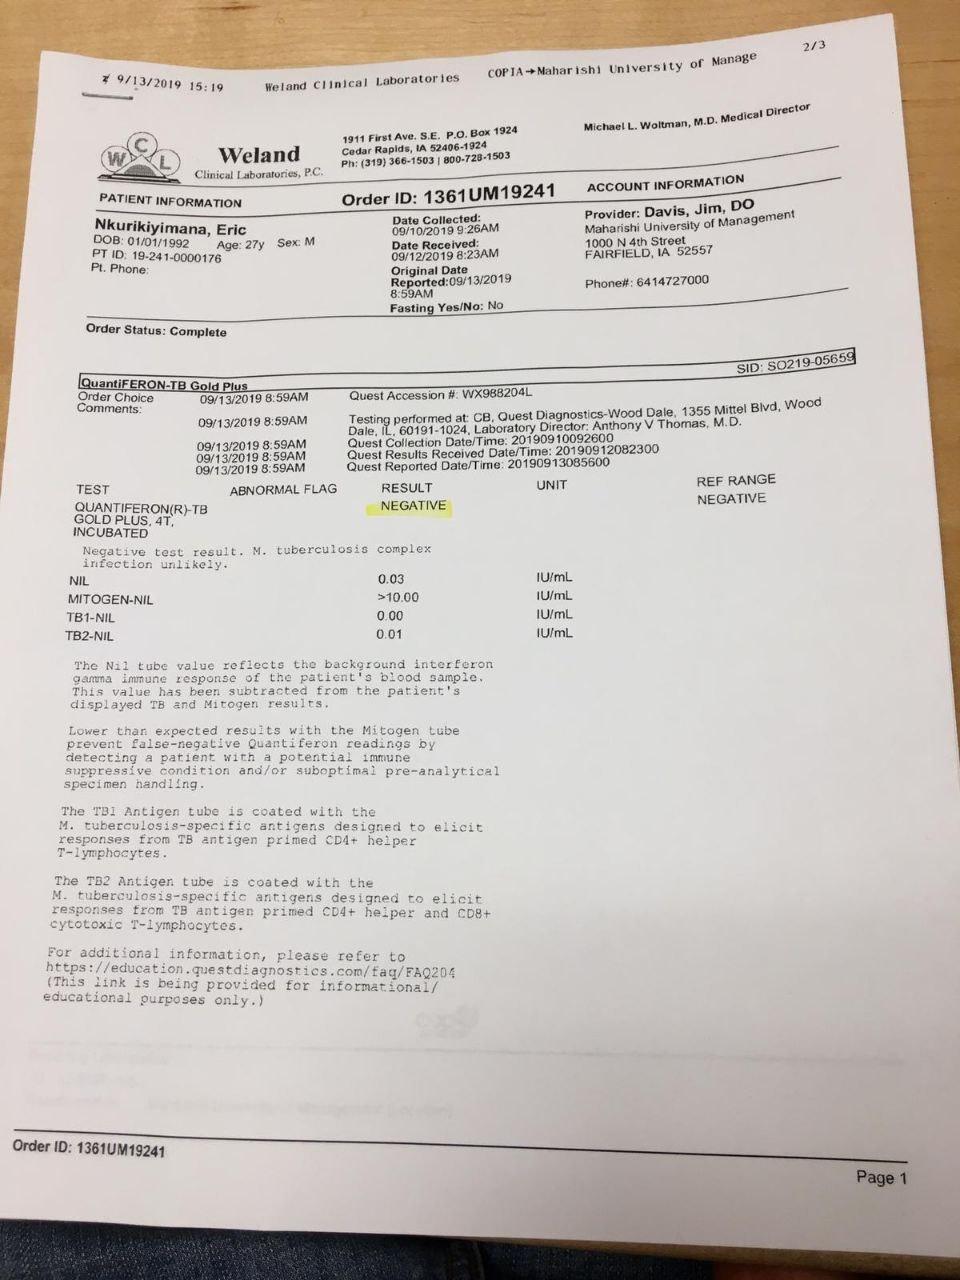 9/13/2019 15:19 Weland Clinical Laboratories COPIA→Maharishi University of Manage 2/3
WCL
Weland
Clinical Laboratories, P.C.
1911 First Ave. S.E. P.O. Box 1924
Cedar Rapids, IA 52406-1924
Ph: (319) 366-1503 | 800-728-1503
Michael L. Woltman, M.D. Medical Director
PATIENT INFORMATION
Order ID: 1361UM19241
ACCOUNT INFORMATION
Nkurikiyimana, Eric
DOB: 01/01/1992 Age: 27y Sex: M
PT ID: 19-241-0000176
Pt. Phone:
Date Collected:
09/10/2019 9:26AM
Date Received:
09/12/2019 8:23AM
Original Date
Reported:09/13/2019
8:59AM
Fasting Yes/No: No
Provider: Davis, Jim, DO
Maharishi University of Management
1000 N 4th Street
FAIRFIELD, IA 52557
Phone#: 6414727000
Order Status: Complete
SID: SO219-05659
QuantiFERON-TB Gold Plus
Order Choice 09/13/2019 8:59AM Quest Accession #: WX988204L
Comments:
09/13/2019 8:59AM Testing performed at: CB, Quest Diagnostics-Wood Dale, 1355 Mittel Blvd, Wood
Dale, IL, 60191-1024, Laboratory Director: Anthony V Thomas, M.D.
09/13/2019 8:59AM Quest Collection Date/Time: 20190910092600
09/13/2019 8:59AM Quest Results Received Date/Time: 20190912082300
09/13/2019 8:59AM Quest Reported Date/Time: 20190913085600
TEST ABNORMAL FLAG RESULT UNIT REF RANGE
QUANTIFERON(R)-TB NEGATIVE NEGATIVE
GOLD PLUS, 4T,
INCUBATED
Negative test result. M. tuberculosis complex
infection unlikely.
NIL 0.03 IU/mL
MITOGEN-NIL >10.00 IU/mL
TB1-NIL 0.00 IU/mL
TB2-NIL 0.01 IU/mL
The Nil tube value reflects the background interferon
gamma immune response of the patient's blood sample.
This value has been subtracted from the patient's
displayed TB and Mitogen results.
Lower than expected results with the Mitogen tube
prevent false-negative Quantiferon readings by
detecting a patient with a potential immune
suppressive condition and/or suboptimal pre-analytical
specimen handling.
The TB1 Antigen tube is coated with the
M. tuberculosis-specific antigens designed to elicit
responses from TB antigen primed CD4+ helper
T-lymphocytes.
The TB2 Antigen tube is coated with the
M. tuberculosis-specific antigens designed to elicit
responses from TB antigen primed CD4+ helper and CD8+
cytotoxic T-lymphocytes.
For additional information, please refer to
https://education.questdiagnostics.com/faq/FAQ204
(This link is being provided for informational/
educational purposes only.)
Order ID: 1361UM19241
Page 1